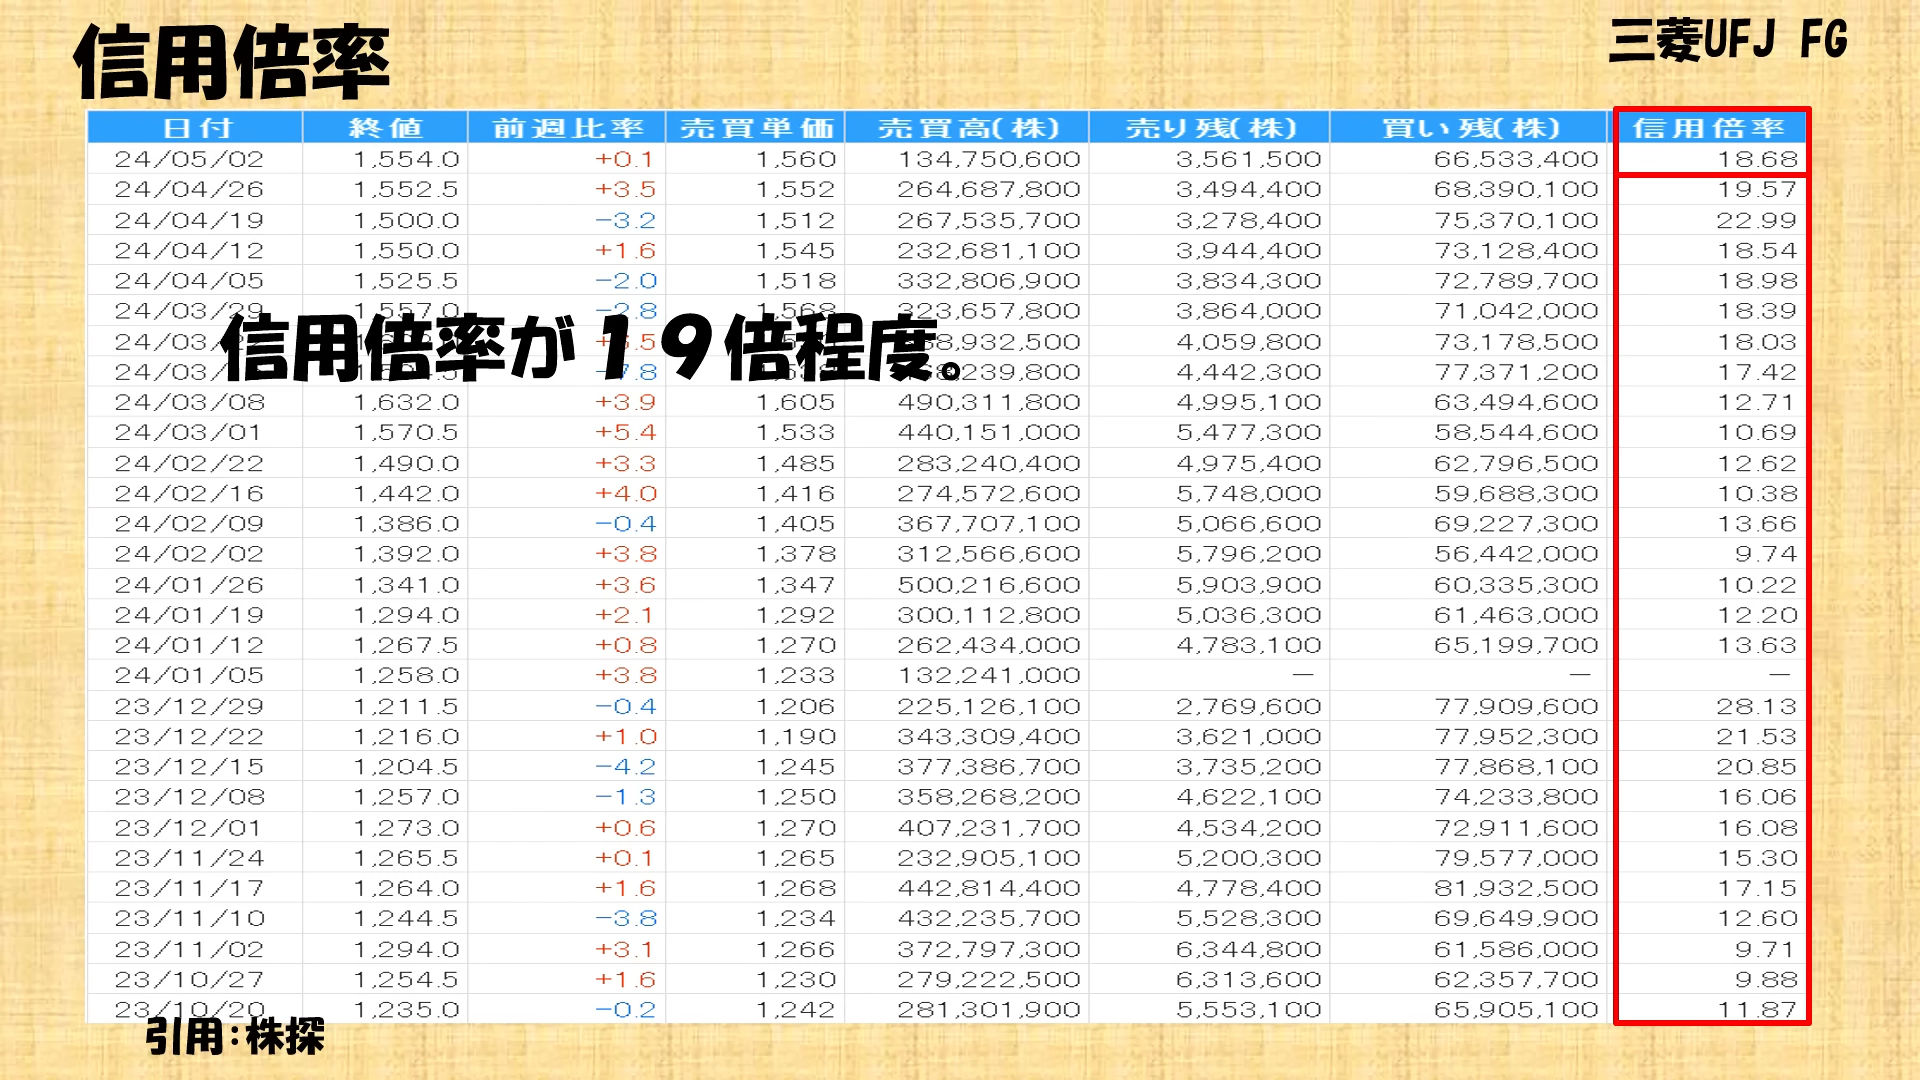 信用倍率
三菱UFJ FG
日付 終値 前週比率 売買単価 売買高(株) 売り残(株) 買い残(株) 信用倍率
24/05/02 1,554.0 +0.1 1,560 134,750,600 3,561,500 66,533,400 18.68
24/04/26 1,552.5 +3.5 1,552 264,687,800 3,494,400 68,390,100 19.57
24/04/19 1,500.0 −3.2 1,512 267,535,700 3,278,400 75,370,100 22.99
24/04/12 1,550.0 +1.6 1,545 232,681,100 3,944,400 73,128,400 18.54
24/04/05 1,525.5 −2.0 1,518 332,806,900 3,834,300 72,789,700 18.98
24/03/29 1,557.0 −2.8 1,568 323,657,800 3,864,000 71,042,000 18.39
4,059,800 73,178,500 18.03
信用倍率が19倍程度。
4,442,300 77,371,200 17.42
24/03/08 1,632.0 +3.9 1,605 490,311,800 4,995,100 63,494,600 12.71
24/03/01 1,570.5 +5.4 1,533 440,151,000 5,477,300 58,544,600 10.69
24/02/22 1,490.0 +3.3 1,485 283,240,400 4,975,400 62,796,500 12.62
24/02/16 1,442.0 +4.0 1,416 274,572,600 5,748,000 59,688,300 10.38
24/02/09 1,386.0 −0.4 1,405 367,707,100 5,066,600 69,227,300 13.66
24/02/02 1,392.0 +3.8 1,378 312,566,600 5,796,200 56,442,000 9.74
24/01/26 1,341.0 +3.6 1,347 500,216,600 5,903,900 60,335,300 10.22
24/01/19 1,294.0 +2.1 1,292 300,112,800 5,036,300 61,463,000 12.20
24/01/12 1,267.5 +0.8 1,270 262,434,000 4,783,100 65,199,700 13.63
24/01/05 1,258.0 +3.8 1,233 132,241,000 － － －
23/12/29 1,211.5 −0.4 1,206 225,126,100 2,769,600 77,909,600 28.13
23/12/22 1,216.0 +1.0 1,190 343,309,400 3,621,000 77,952,300 21.53
23/12/15 1,204.5 −4.2 1,245 377,386,700 3,735,200 77,868,100 20.85
23/12/08 1,257.0 −1.3 1,250 358,268,200 4,622,100 74,233,800 16.06
23/12/01 1,273.0 +0.6 1,270 407,231,700 4,534,200 72,911,600 16.08
23/11/24 1,265.5 +0.1 1,265 232,905,100 5,200,300 79,577,000 15.30
23/11/17 1,264.0 +1.6 1,268 442,814,400 4,778,400 81,932,500 17.15
23/11/10 1,244.5 −3.8 1,234 432,235,700 5,528,300 69,649,900 12.60
23/11/02 1,294.0 +3.1 1,266 372,797,300 6,344,800 61,586,000 9.71
23/10/27 1,254.5 +1.6 1,230 279,222,500 6,313,600 62,357,700 9.88
23/10/20 1,235.0 −0.2 1,242 281,301,900 5,553,100 65,905,100 11.87
引用:株探